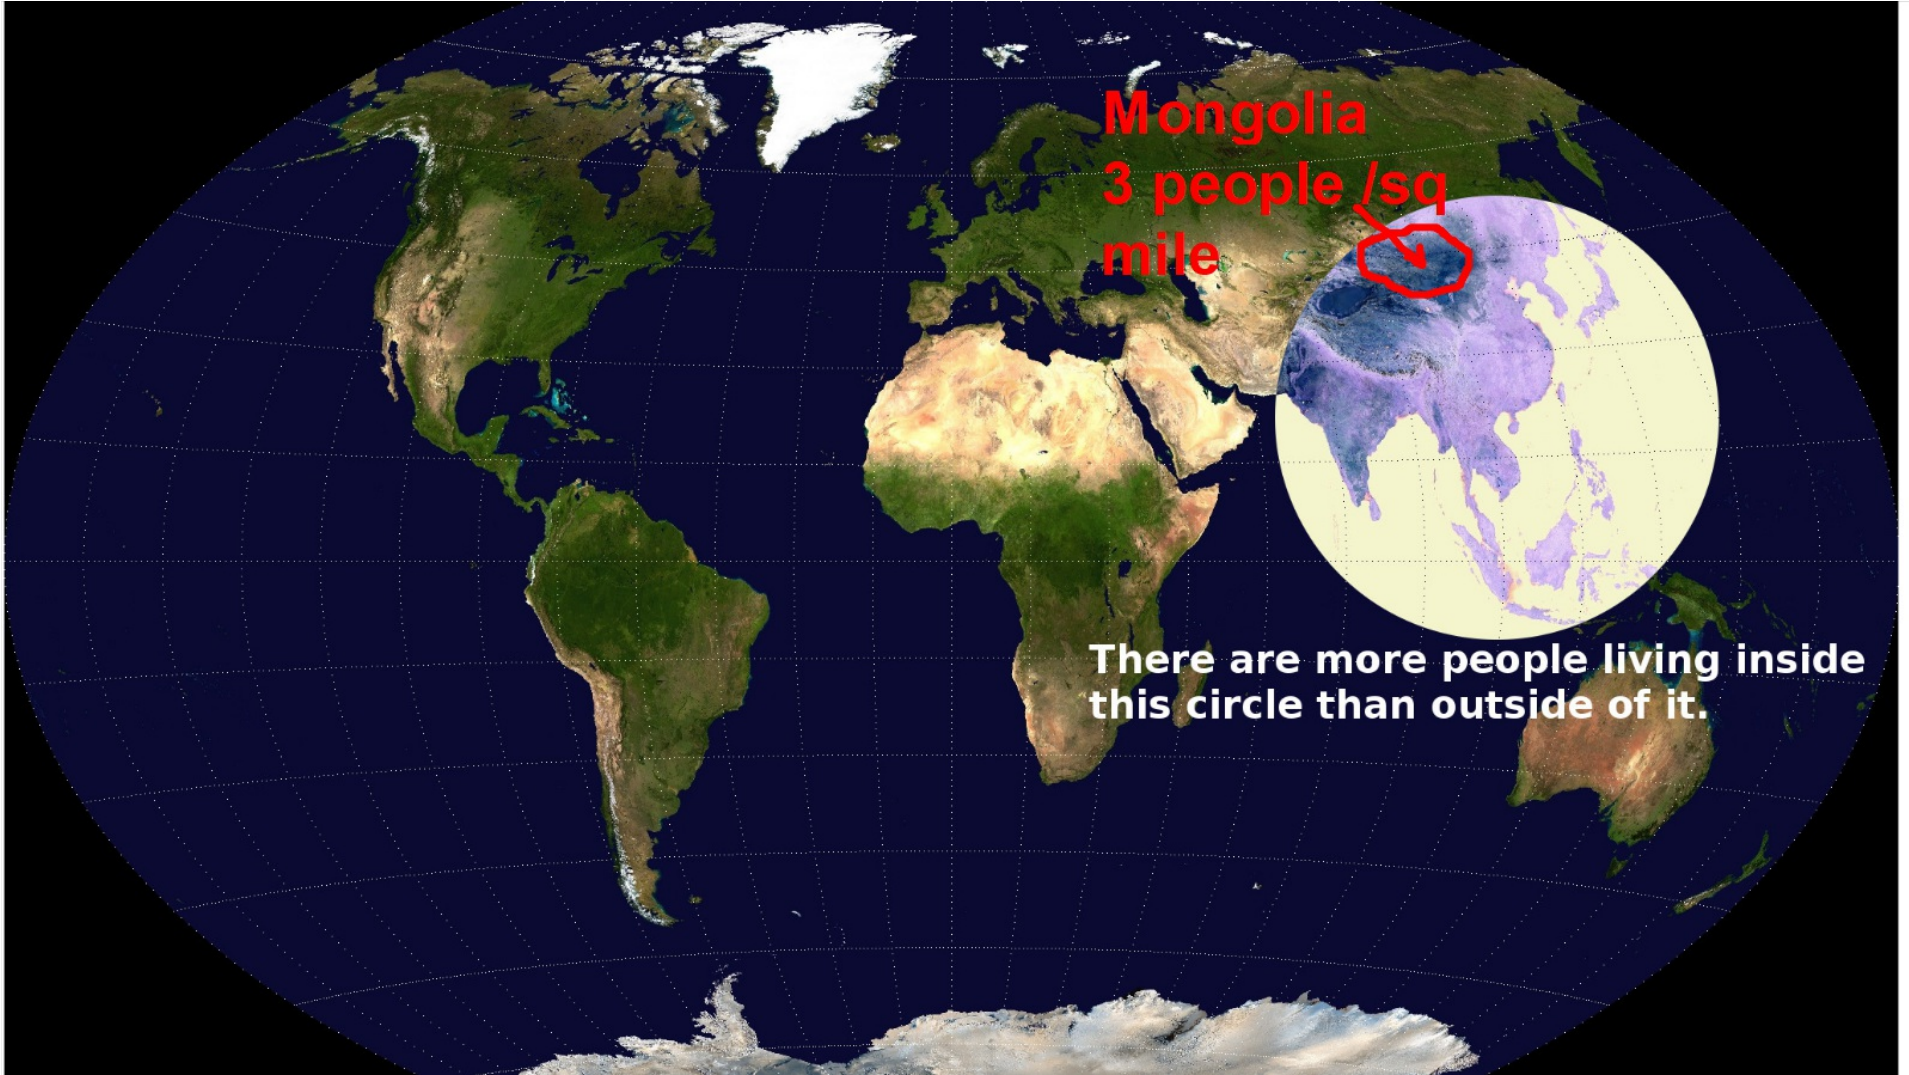 Mongolia
3 people /sq
mile
There are more people living inside
this circle than outside of it.